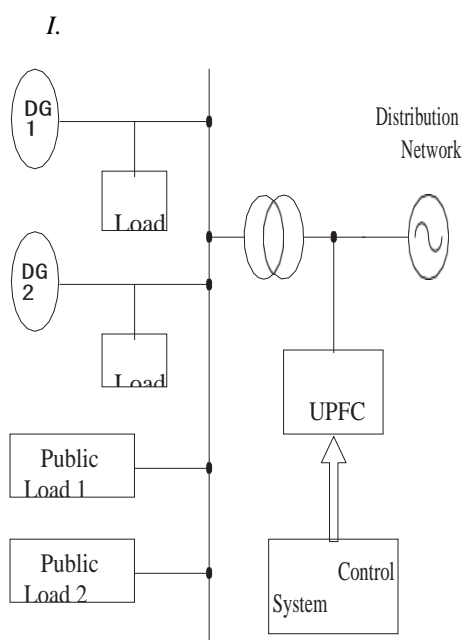 I.
DG
1
Load
Distribution
Network
DG
2
Load
Public
Load 1
Public
Load 2
UPFC
Control
System